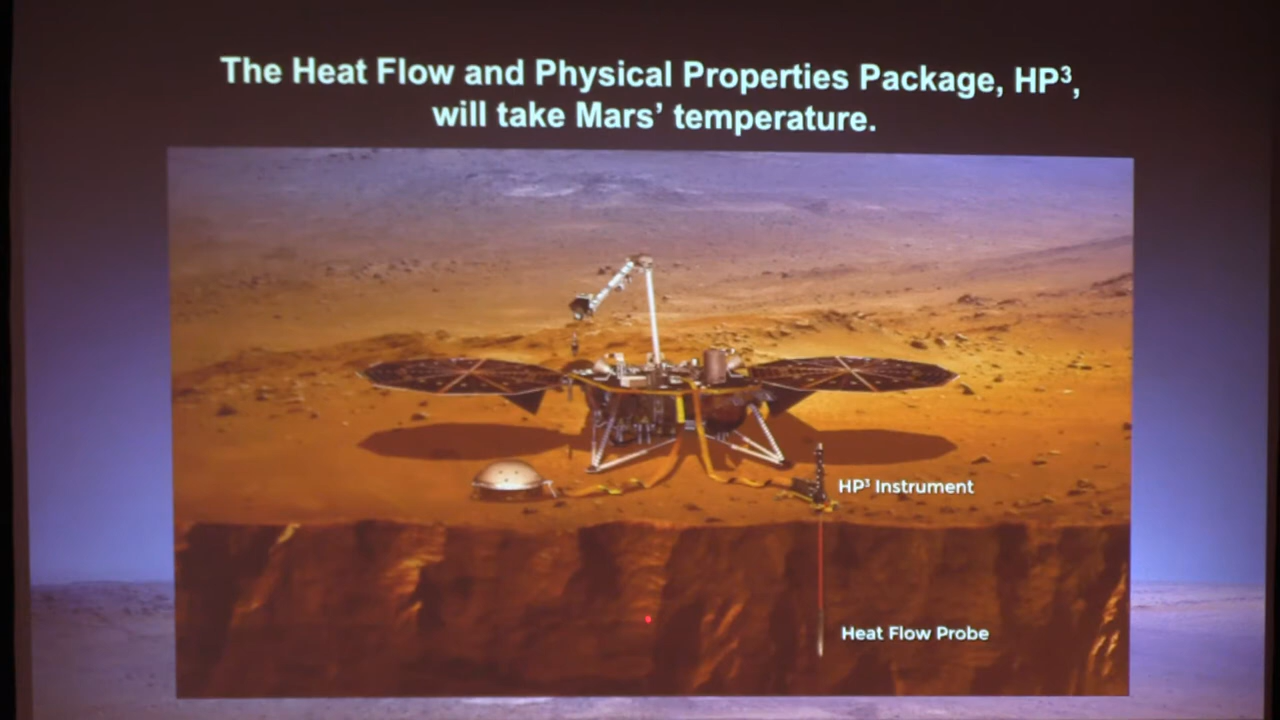 The Heat Flow and Physical Properties Package, HP³,
will take Mars’ temperature.
HP³ Instrument
Heat Flow Probe